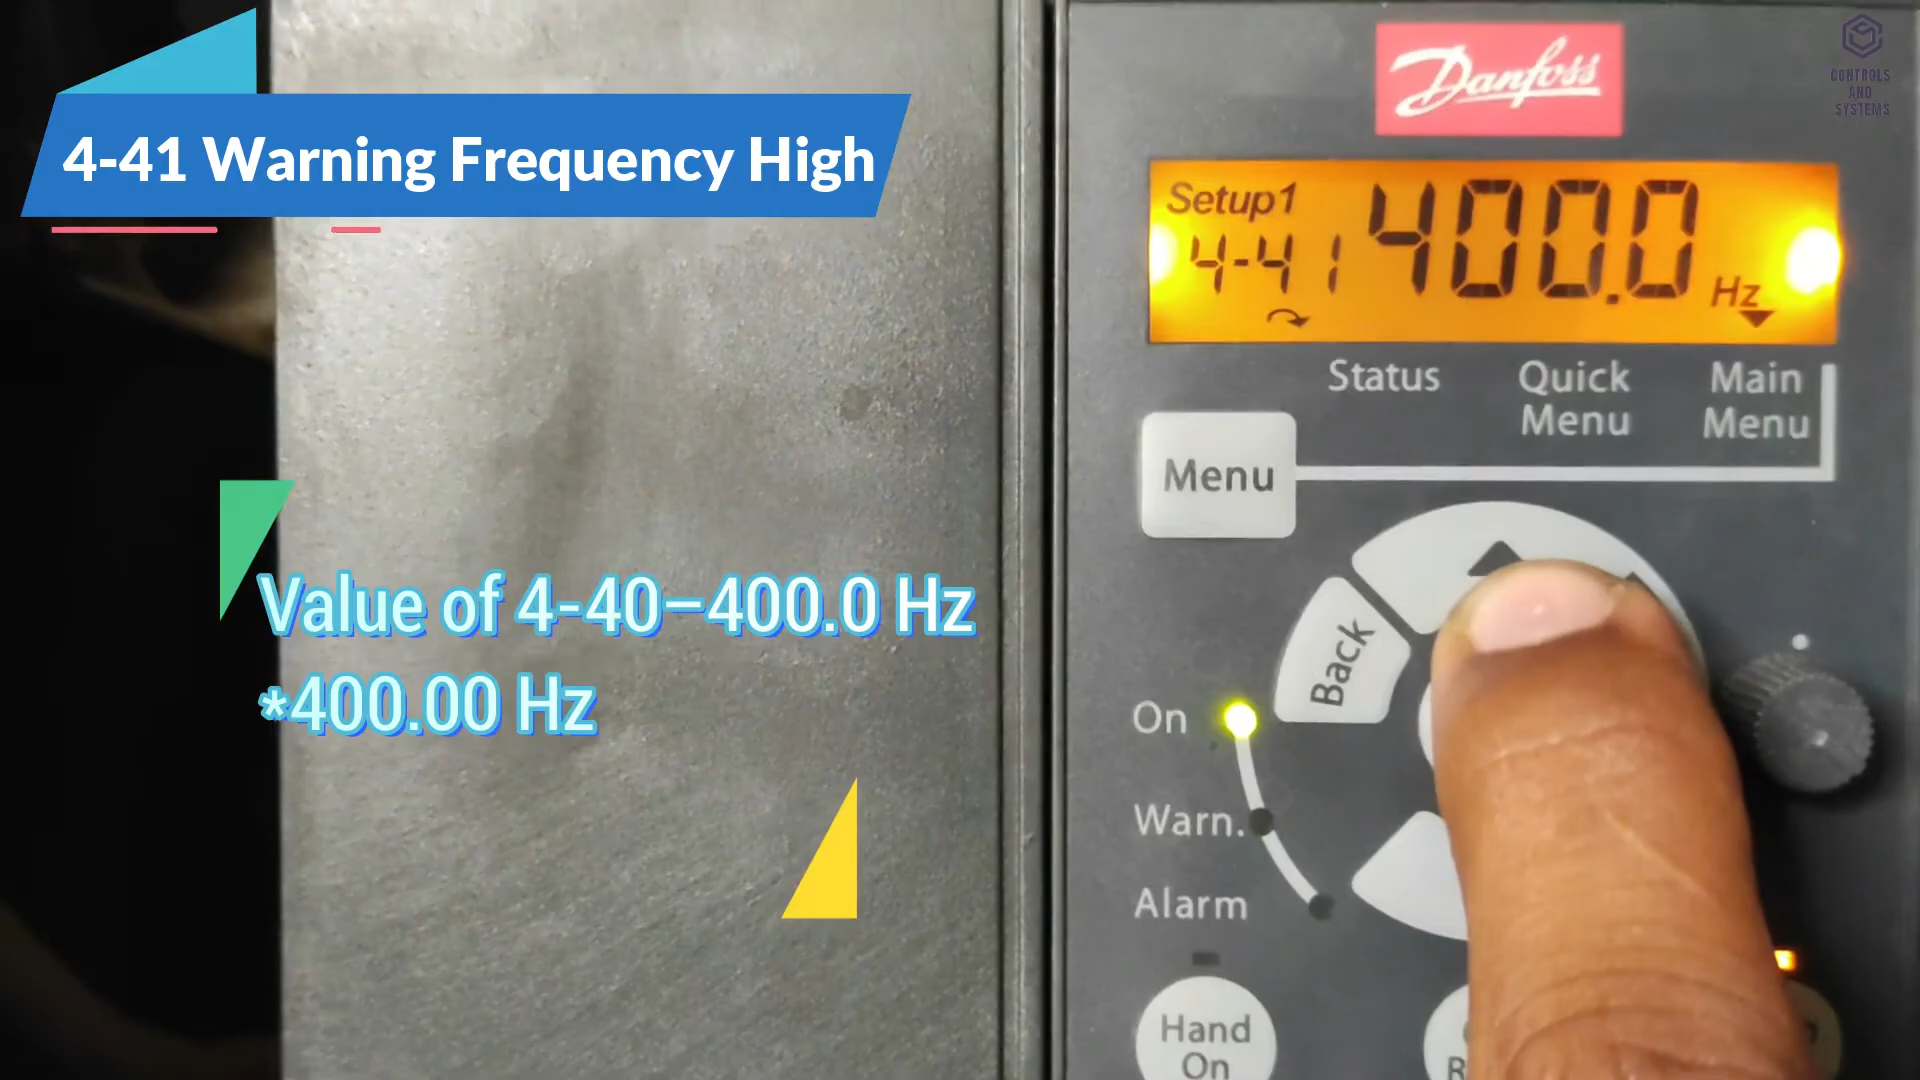 4-41 Warning Frequency High
Danfoss
CONTROLS
AND
SYSTEMS
Setup1
4-41 400.0 Hz
Status Quick Menu Main Menu
Menu
Value of 4-40–400.0 Hz
*400.00 Hz
Back
On
Warn.
Alarm
Hand
On